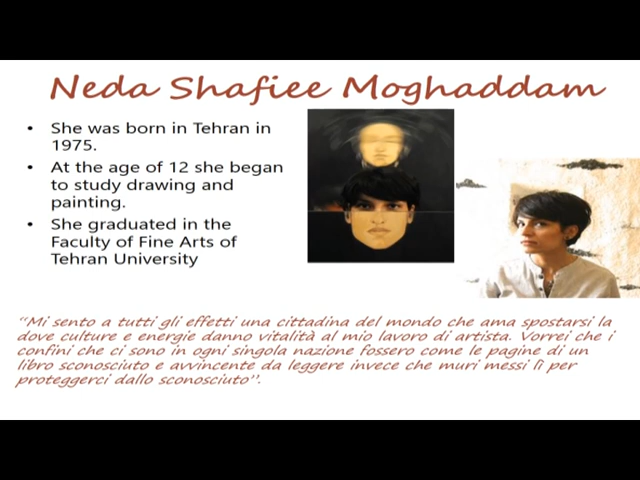 Neda Shafiee Moghaddam
• She was born in Tehran in
1975.
• At the age of 12 she began
to study drawing and
painting.
• She graduated in the
Faculty of Fine Arts of
Tehran University
“Mi sento a tutti gli effetti una cittadina del mondo che ama spostarsi la
dove culture e energie danno vitalità al mio lavoro di artista. Vorrei che i
confini che ci sono in ogni singola nazione fossero come le pagine di un
libro sconosciuto e avvincente da leggere invece che muri messi lì per
proteggerci dallo sconosciuto”.